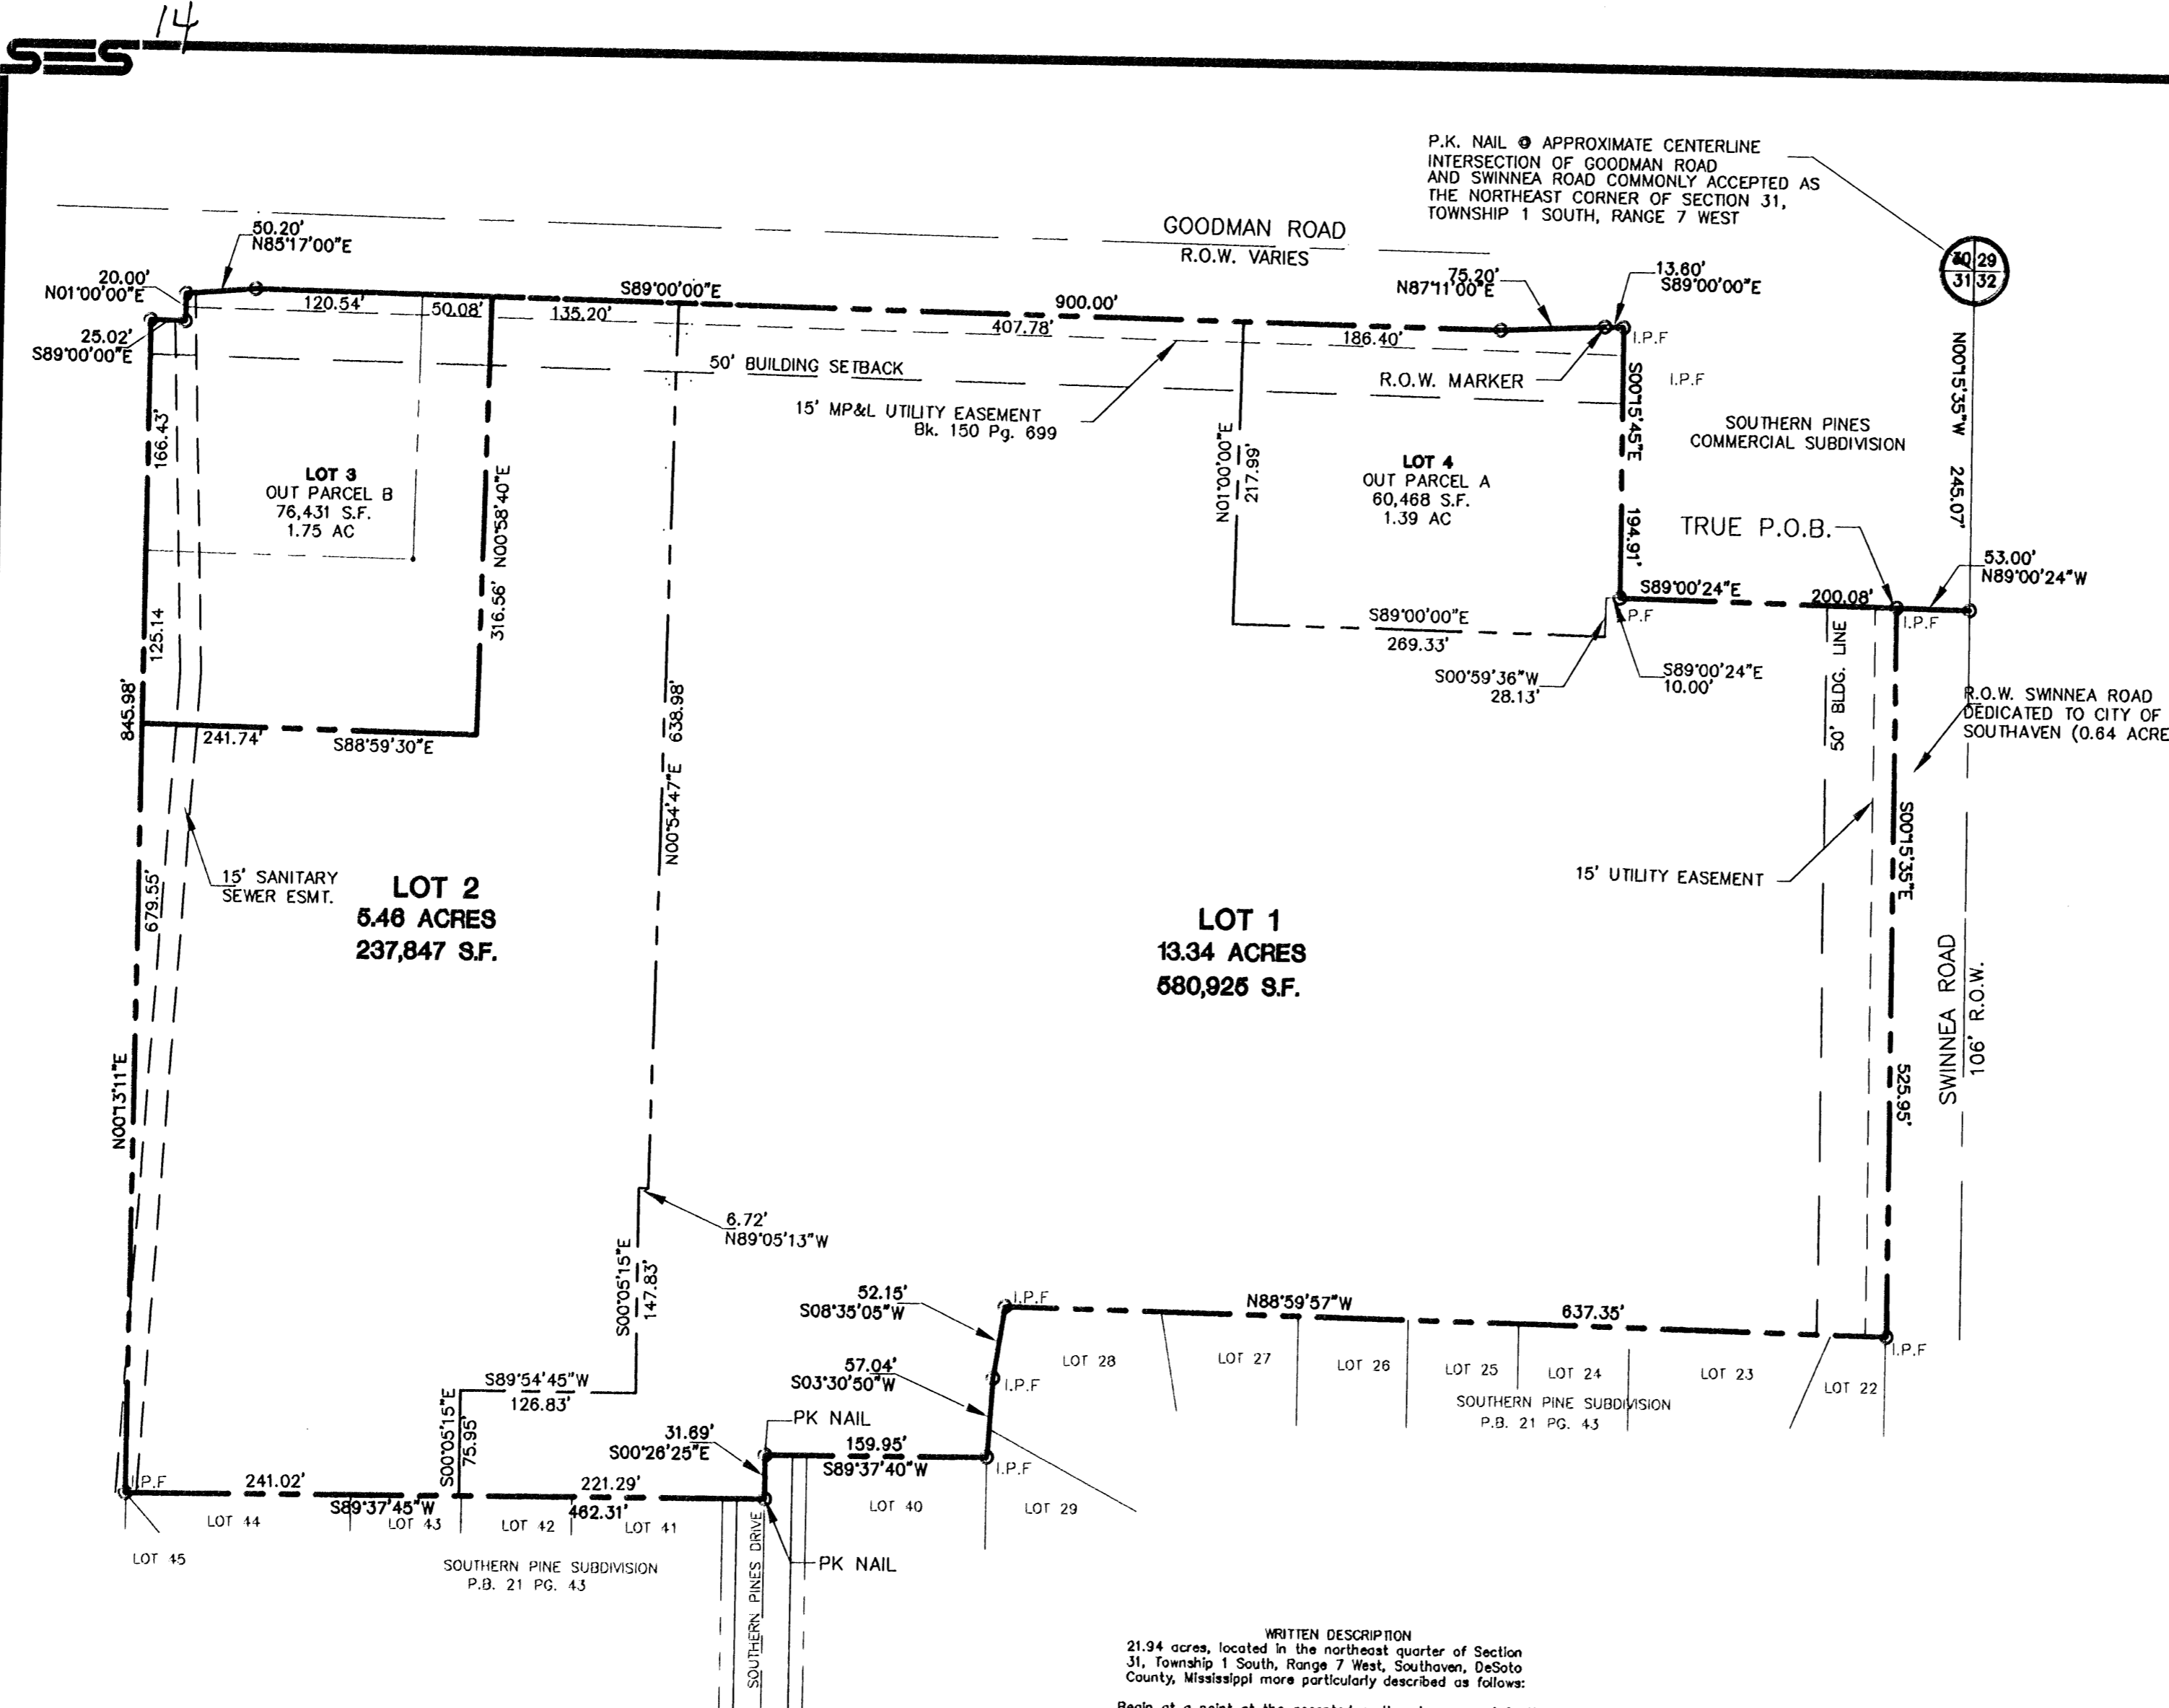 14
SES
P.K. NAIL @ APPROXIMATE CENTERLINE
INTERSECTION OF GOODMAN ROAD
AND SWINNEA ROAD COMMONLY ACCEPTED AS
THE NORTHEAST CORNER OF SECTION 31,
TOWNSHIP 1 SOUTH, RANGE 7 WEST
30 29
31 32
GOODMAN ROAD
R.O.W. VARIES
50.20'
N85°17'00"E
20.00'
N01°00'00"E
25.02'
S89°00'00"E
120.54'
50.08'
135.20'
S89°00'00"E
900.00'
407.78'
186.40'
75.20'
N87°11'00"E
13.60'
S89°00'00"E
I.P.F
I.P.F
R.O.W. MARKER
50' BUILDING SETBACK
15' MP&L UTILITY EASEMENT
Bk. 150 Pg. 699
SOUTHERN PINES
COMMERCIAL SUBDIVISION
N00°15'35"W 245.07'
S00°15'45"E 194.91'
LOT 3
OUT PARCEL B
76,431 S.F.
1.75 AC
166.43'
125.14
845.98'
316.56' N00°58'40"E
241.74'
S88°59'30"E
N01°00'00"E
217.99'
LOT 4
OUT PARCEL A
60,468 S.F.
1.39 AC
TRUE P.O.B.
53.00'
N89°00'24"W
S89°00'24"E
200.08'
I.P.F
P.F
S89°00'00"E
269.33'
S00°59'36"W
28.13'
S89°00'24"E
10.00'
50' BLDG. LINE
R.O.W. SWINNEA ROAD
DEDICATED TO CITY OF
SOUTHAVEN (0.64 ACRE
N00°54'47"E 638.98'
15' UTILITY EASEMENT
S00°15'35"E
525.95'
SWINNEA ROAD
106' R.O.W.
15' SANITARY
SEWER ESMT.
679.55'
N00°13'11"E
LOT 2
5.46 ACRES
237,847 S.F.
LOT 1
13.34 ACRES
580,925 S.F.
6.72'
N89°05'13"W
S00°05'15"E
147.83'
52.15'
S08°35'05"W
I.P.F
N88°59'57"W
637.35'
I.P.F
57.04'
S03°30'50"W
I.P.F
LOT 28
LOT 27
LOT 26
LOT 25
LOT 24
LOT 23
LOT 22
SOUTHERN PINE SUBDIVISION
P.B. 21 PG. 43
S89°54'45"W
126.83'
S00°05'15"E
75.95'
PK NAIL
31.69'
S00°26'25"E
159.95'
S89°37'40"W
I.P.F
I.P.F
241.02'
S89°37'45"W
221.29'
462.31'
LOT 44
LOT 43
LOT 42
LOT 41
LOT 40
LOT 29
LOT 45
SOUTHERN PINE SUBDIVISION
P.B. 21 PG. 43
SOUTHERN PINES DRIVE
PK NAIL
WRITTEN DESCRIPTION
21.94 acres, located in the northeast quarter of Section
31, Township 1 South, Range 7 West, Southaven, DeSoto
County, Mississippi more particularly described as follows: